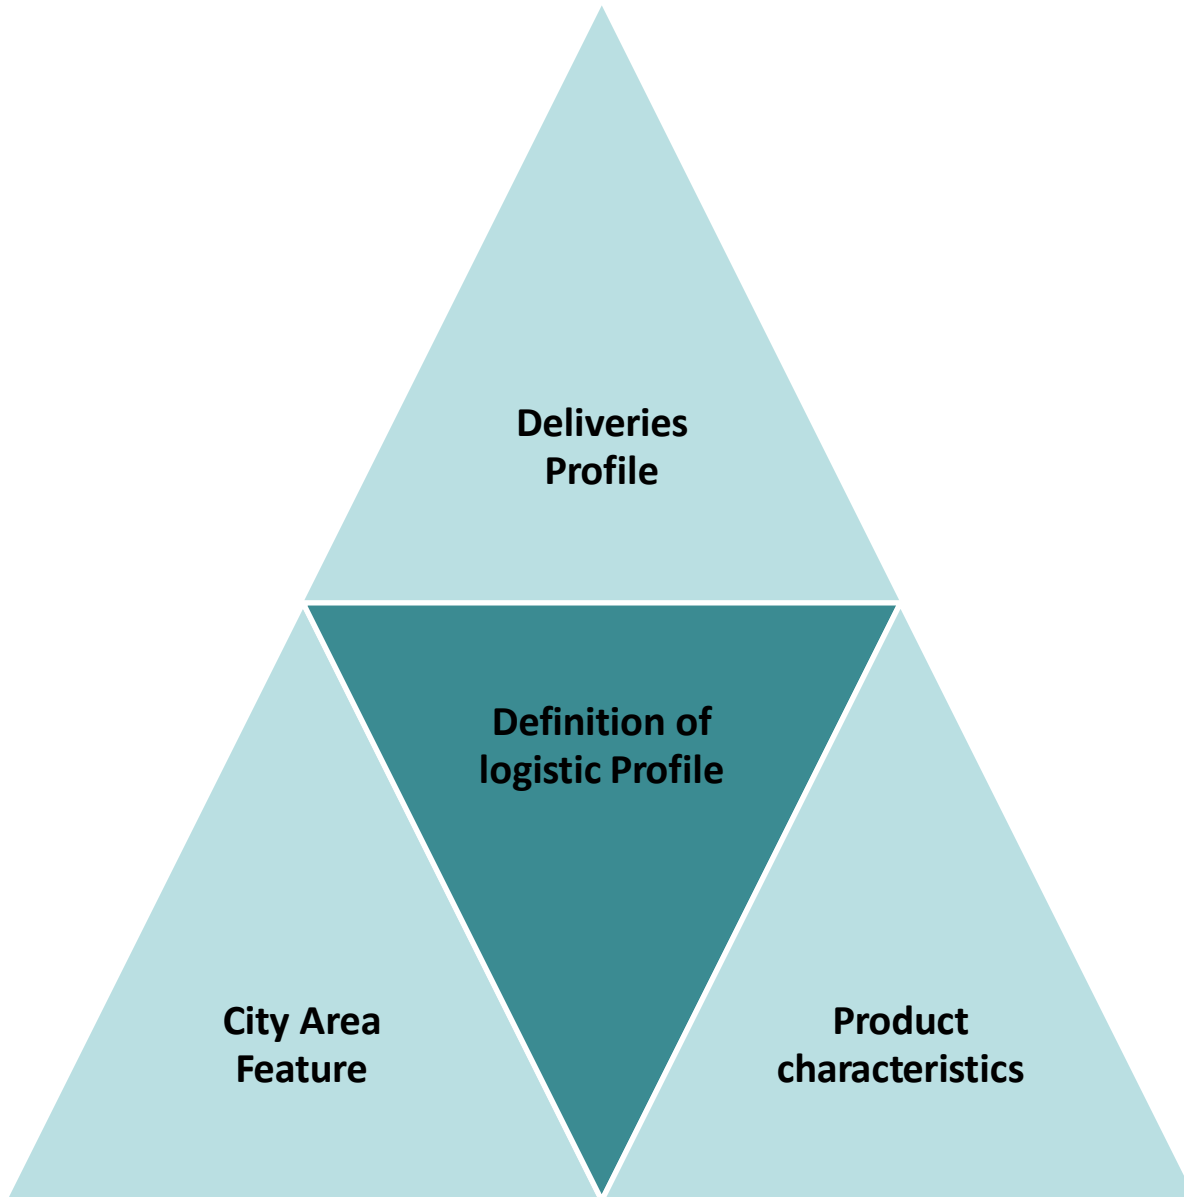 Deliveries
Profile
Definition of
logistic Profile
City Area
Feature
Product
characteristics